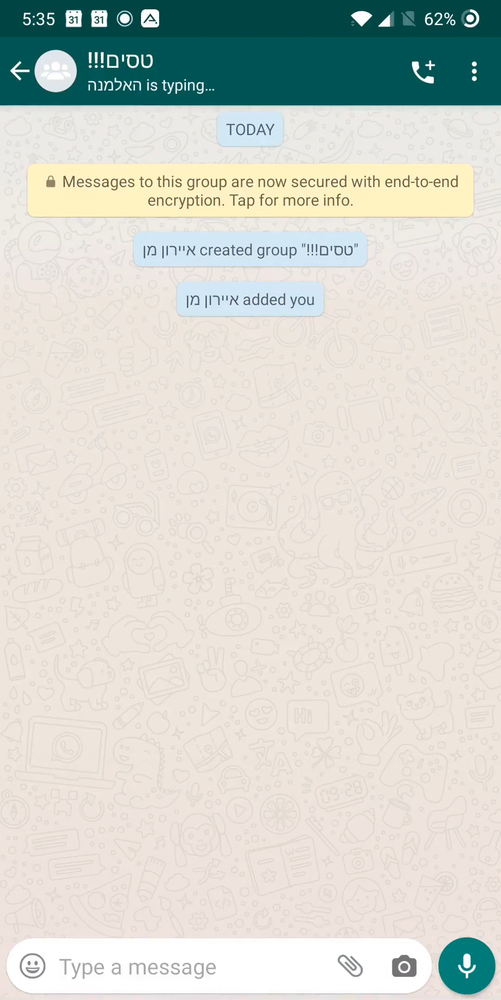 5:35 31 31 62%
טסים!!!
האלמנה is typing...
TODAY
Messages to this group are now secured with end-to-end
encryption. Tap for more info.
איירון מן created group "טסים!!!"
איירון מן added you
Type a message